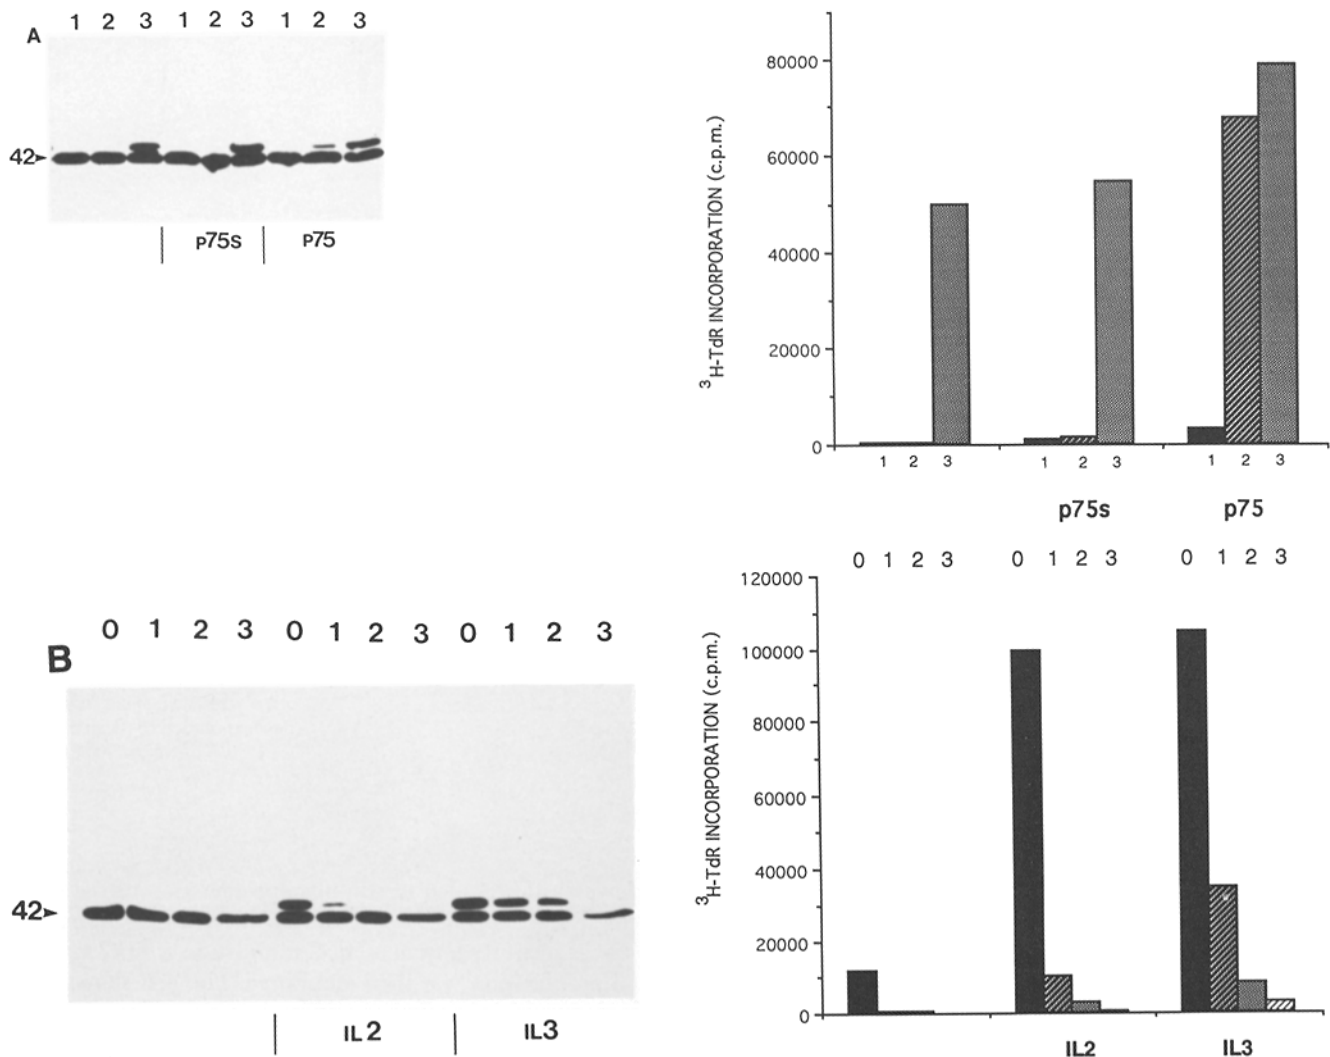 A
1 2 3 1 2 3 1 2 3
42
P75S P75
³H-TdR INCORPORATION (c.p.m.)
80000
60000
40000
20000
0
1 2 3 1 2 3 1 2 3
p75s p75
B
0 1 2 3 0 1 2 3 0 1 2 3
42
IL2 IL3
0 1 2 3 0 1 2 3 0 1 2 3
³H-TdR INCORPORATION (c.p.m.)
120000
100000
80000
60000
40000
20000
0
IL2 IL3